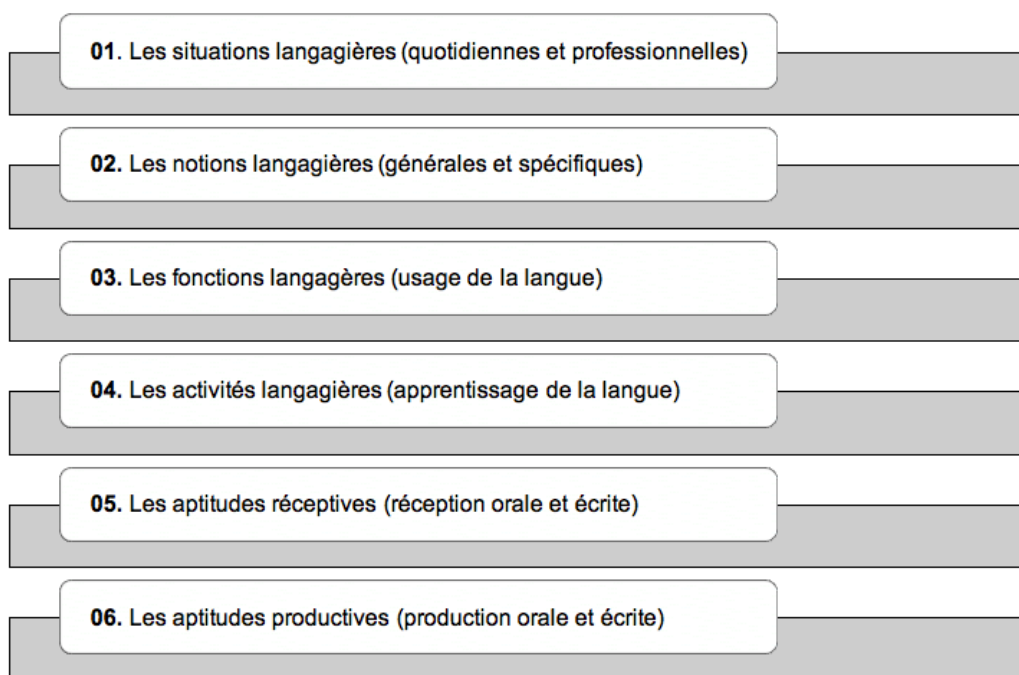 01. Les situations langagières (quotidiennes et professionnelles)
02. Les notions langagières (générales et spécifiques)
03. Les fonctions langagères (usage de la langue)
04. Les activités langagières (apprentissage de la langue)
05. Les aptitudes réceptives (réception orale et écrite)
06. Les aptitudes productives (production orale et écrite)